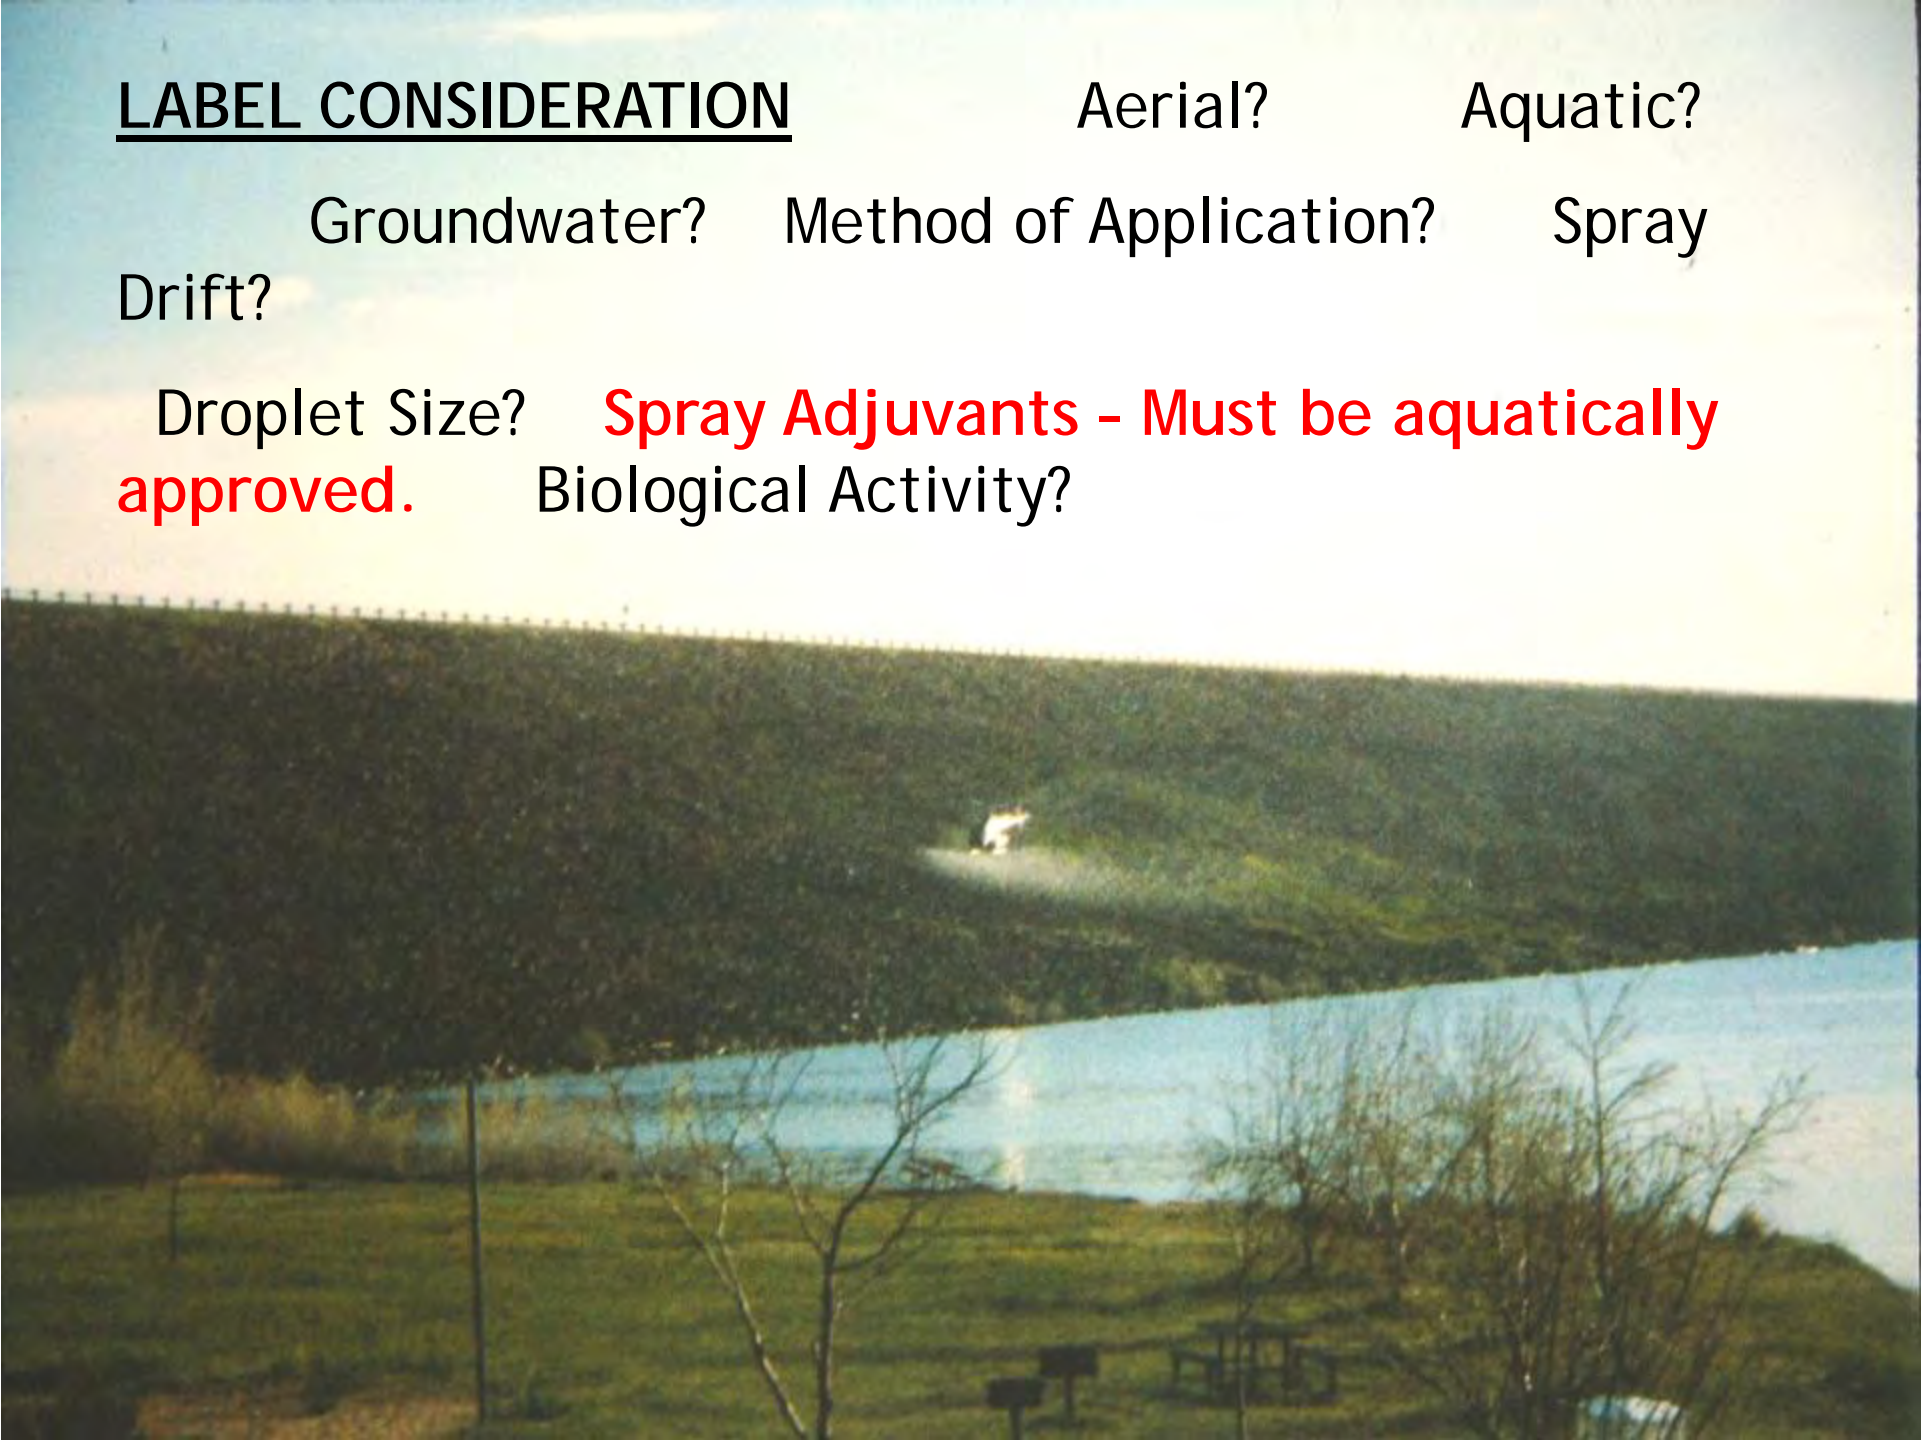 LABEL CONSIDERATION Aerial? Aquatic?
Groundwater? Method of Application? Spray
Drift?
Droplet Size? Spray Adjuvants - Must be aquatically
approved. Biological Activity?